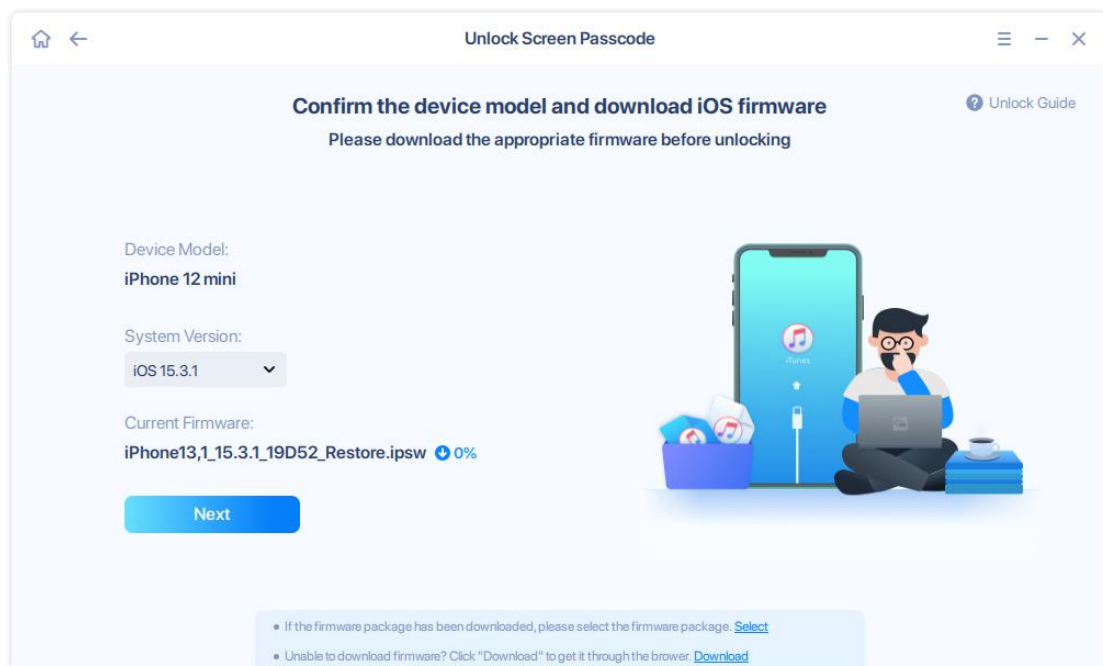 Unlock Screen Passcode
Confirm the device model and download iOS firmware
Unlock Guide
Please download the appropriate firmware before unlocking
Device Model:
iPhone 12 mini
System Version:
iOS 15.3.1
Current Firmware:
iPhone13,1_15.3.1_19D52_Restore.ipsw 0%
Next
iTunes
If the firmware package has been downloaded, please select the firmware package. Select
Unable to download firmware? Click "Download" to get it through the brower. Download